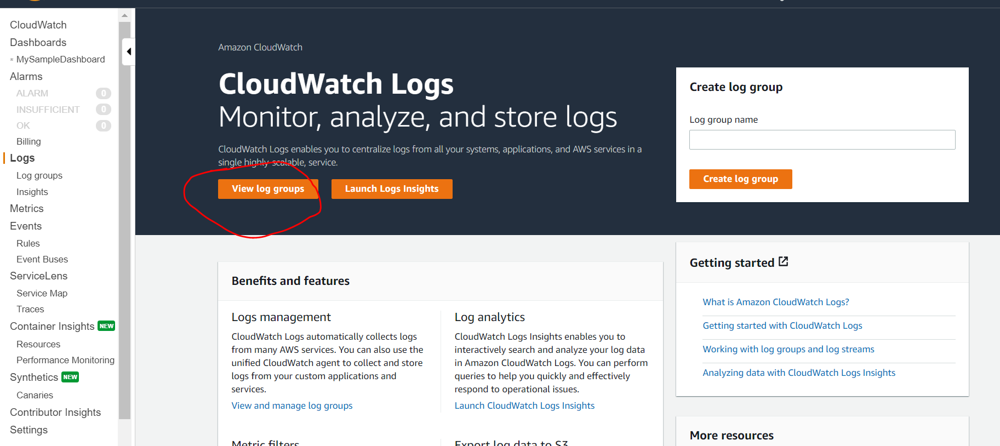 CloudWatch
Dashboards
* MySampleDashboard
Alarms
ALARM 0
INSUFFICIENT 0
OK 0
Billing
Logs
Log groups
Insights
Metrics
Events
Rules
Event Buses
ServiceLens
Service Map
Traces
Container Insights NEW
Resources
Performance Monitoring
Synthetics NEW
Canaries
Contributor Insights
Settings
Amazon CloudWatch
CloudWatch Logs
Monitor, analyze, and store logs
CloudWatch Logs enables you to centralize logs from all your systems, applications, and AWS services in a
single highly-scalable, service.
View log groups
Launch Logs Insights
Create log group
Log group name
Create log group
Benefits and features
Logs management
CloudWatch Logs automatically collects logs
from many AWS services. You can also use the
unified CloudWatch agent to collect and store
logs from your custom applications and
services.
View and manage log groups
Log analytics
CloudWatch Logs Insights enables you to
interactively search and analyze your log data
in Amazon CloudWatch Logs. You can perform
queries to help you quickly and effectively
respond to operational issues.
Launch CloudWatch Logs Insights
Metric filters
Export log data to S3
Getting started
What is Amazon CloudWatch Logs?
Getting started with CloudWatch Logs
Working with log groups and log streams
Analyzing data with CloudWatch Logs Insights
More resources